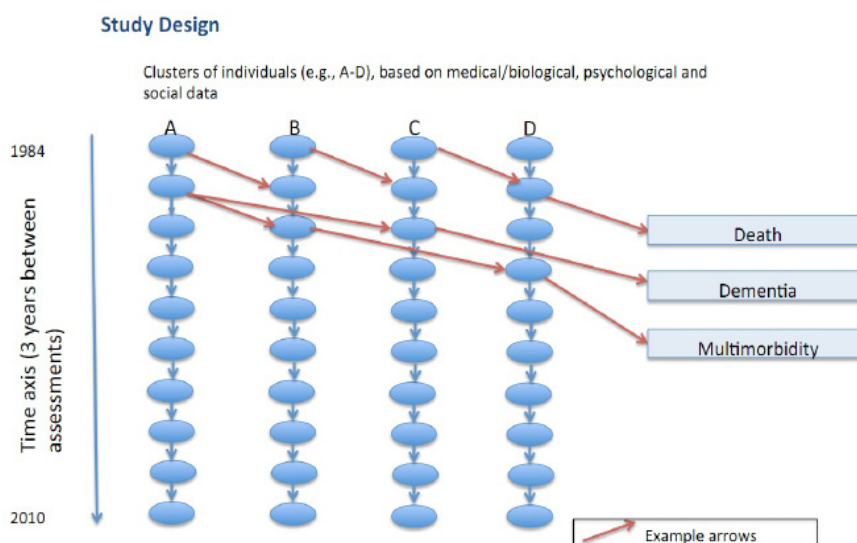 Study Design
Clusters of individuals (e.g., A-D), based on medical/biological, psychological and
social data
A B C D
1984
Death
Dementia
Multimorbidity
Time axis (3 years between
assessments)
2010
Example arrows